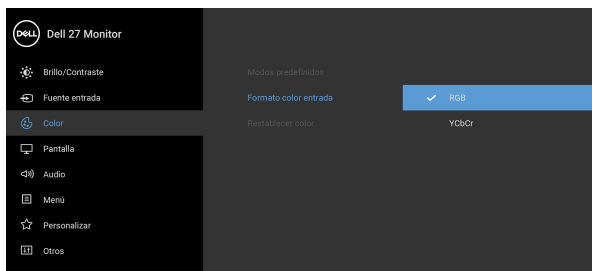 DELL Dell 27 Monitor
Brillo/Contraste Modos predefinidos
Fuente entrada Formato color entrada RGB
Color Restablecer color YCbCr
Pantalla
Audio
Menú
Personalizar
Otros